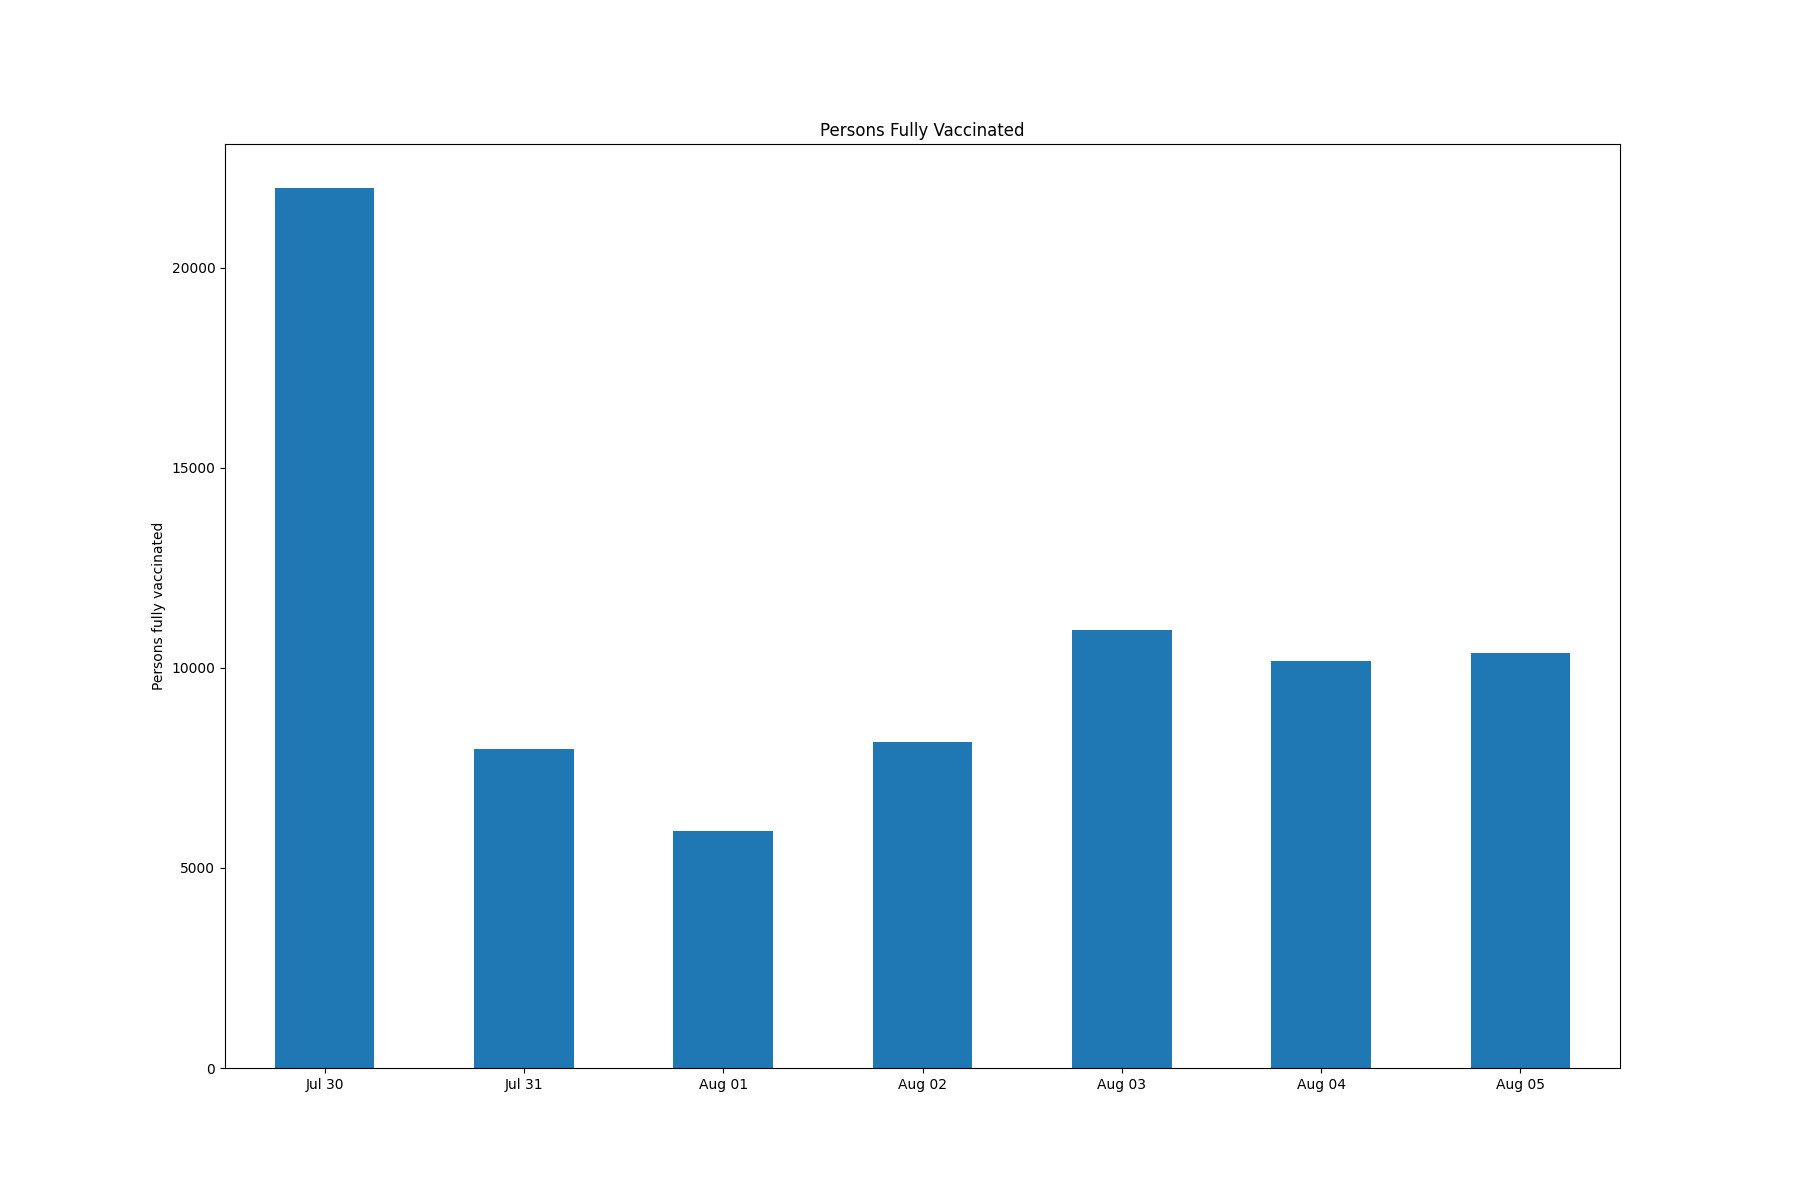 Persons Fully Vaccinated
Persons fully vaccinated
20000
15000
10000
5000
0
Jul 30 Jul 31 Aug 01 Aug 02 Aug 03 Aug 04 Aug 05